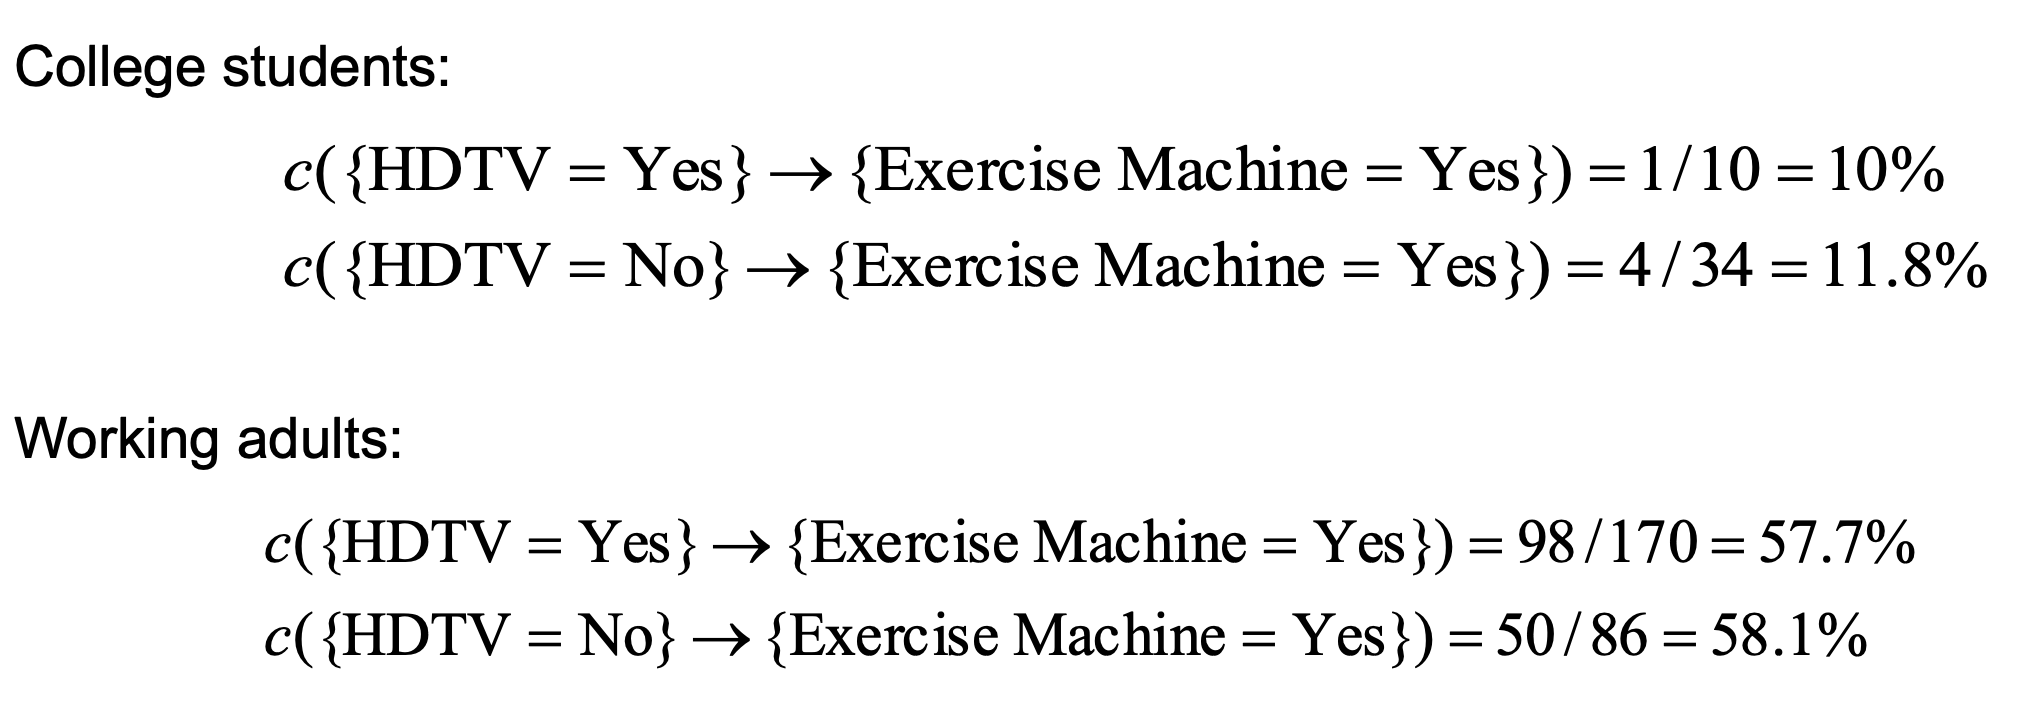 College students:
c({HDTV = Yes} → {Exercise Machine = Yes}) = 1/10 = 10%
c({HDTV = No} → {Exercise Machine = Yes}) = 4/34 = 11.8%
Working adults:
c({HDTV = Yes} → {Exercise Machine = Yes}) = 98/170 = 57.7%
c({HDTV = No} → {Exercise Machine = Yes}) = 50/86 = 58.1%